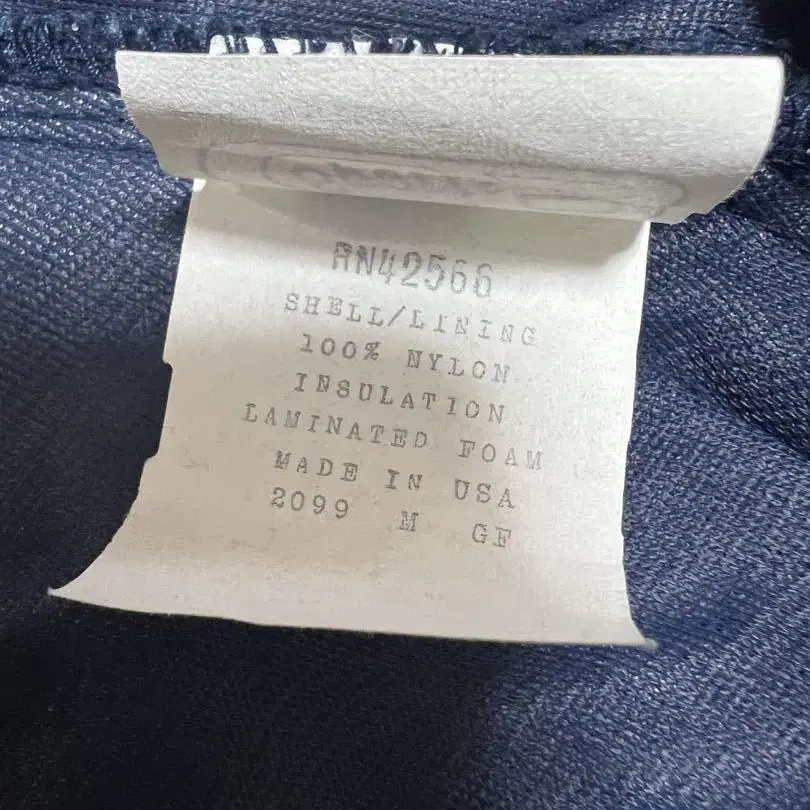 RN42566
SHELL/LINING
100% NYLON
INSULATION
LAMINATED FOAM
MADE IN USA
2099 M GF